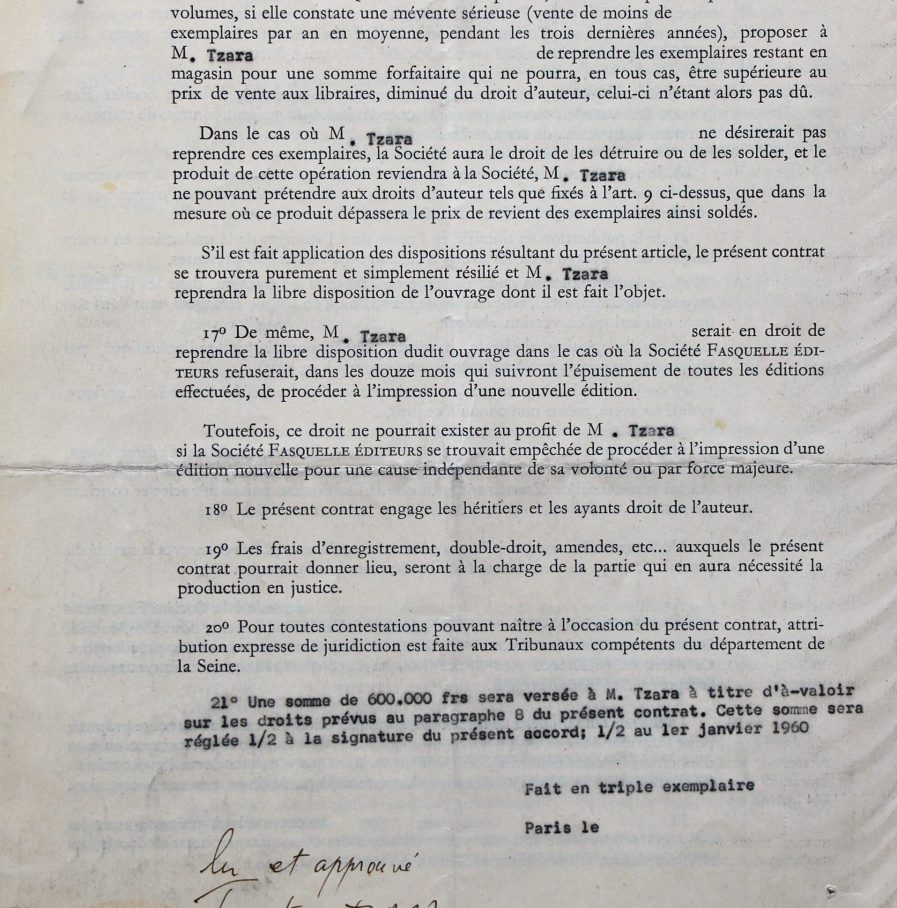 volumes, si elle constate une mévente sérieuse (vente de moins de
exemplaires par an en moyenne, pendant les trois dernières années), proposer à
M. Tzara de reprendre les exemplaires restant en
magasin pour une somme forfaitaire qui ne pourra, en tous cas, être supérieure au
prix de vente aux libraires, diminué du droit d'auteur, celui-ci n'étant alors pas dû.
Dans le cas où M. Tzara ne désirerait pas
reprendre ces exemplaires, la Société aura le droit de les détruire ou de les solder, et le
produit de cette opération reviendra à la Société, M. Tzara
ne pouvant prétendre aux droits d'auteur tels que fixés à l'art. 9 ci-dessus, que dans la
mesure où ce produit dépassera le prix de revient des exemplaires ainsi soldés.
S'il est fait application des dispositions résultant du présent article, le présent contrat
se trouvera purement et simplement résilié et M. Tzara
reprendra la libre disposition de l'ouvrage dont il est fait l'objet.
17º De même, M. Tzara serait en droit de
reprendre la libre disposition dudit ouvrage dans le cas où la Société FASQUELLE ÉDI-
TEURS refuserait, dans les douze mois qui suivront l'épuisement de toutes les éditions
effectuées, de procéder à l'impression d'une nouvelle édition.
Toutefois, ce droit ne pourrait exister au profit de M . Tzara
si la Société FASQUELLE ÉDITEURS se trouvait empêchée de procéder à l'impression d'une
édition nouvelle pour une cause indépendante de sa volonté ou par force majeure.
18º Le présent contrat engage les héritiers et les ayants droit de l'auteur.
19º Les frais d'enregistrement, double-droit, amendes, etc... auxquels le présent
contrat pourrait donner lieu, seront à la charge de la partie qui en aura nécessité la
production en justice.
20º Pour toutes contestations pouvant naître à l'occasion du présent contrat, attri-
bution expresse de juridiction est faite aux Tribunaux compétents du département de
la Seine.
21° Une somme de 600.000 frs sera versée à M. Tzara à titre d'à-valoir
sur les droits prévus au paragraphe 8 du présent contrat. Cette somme sera
réglée 1/2 à la signature du présent accord; 1/2 au 1er janvier 1960
Fait en triple exemplaire
Paris le
lu et approuvé